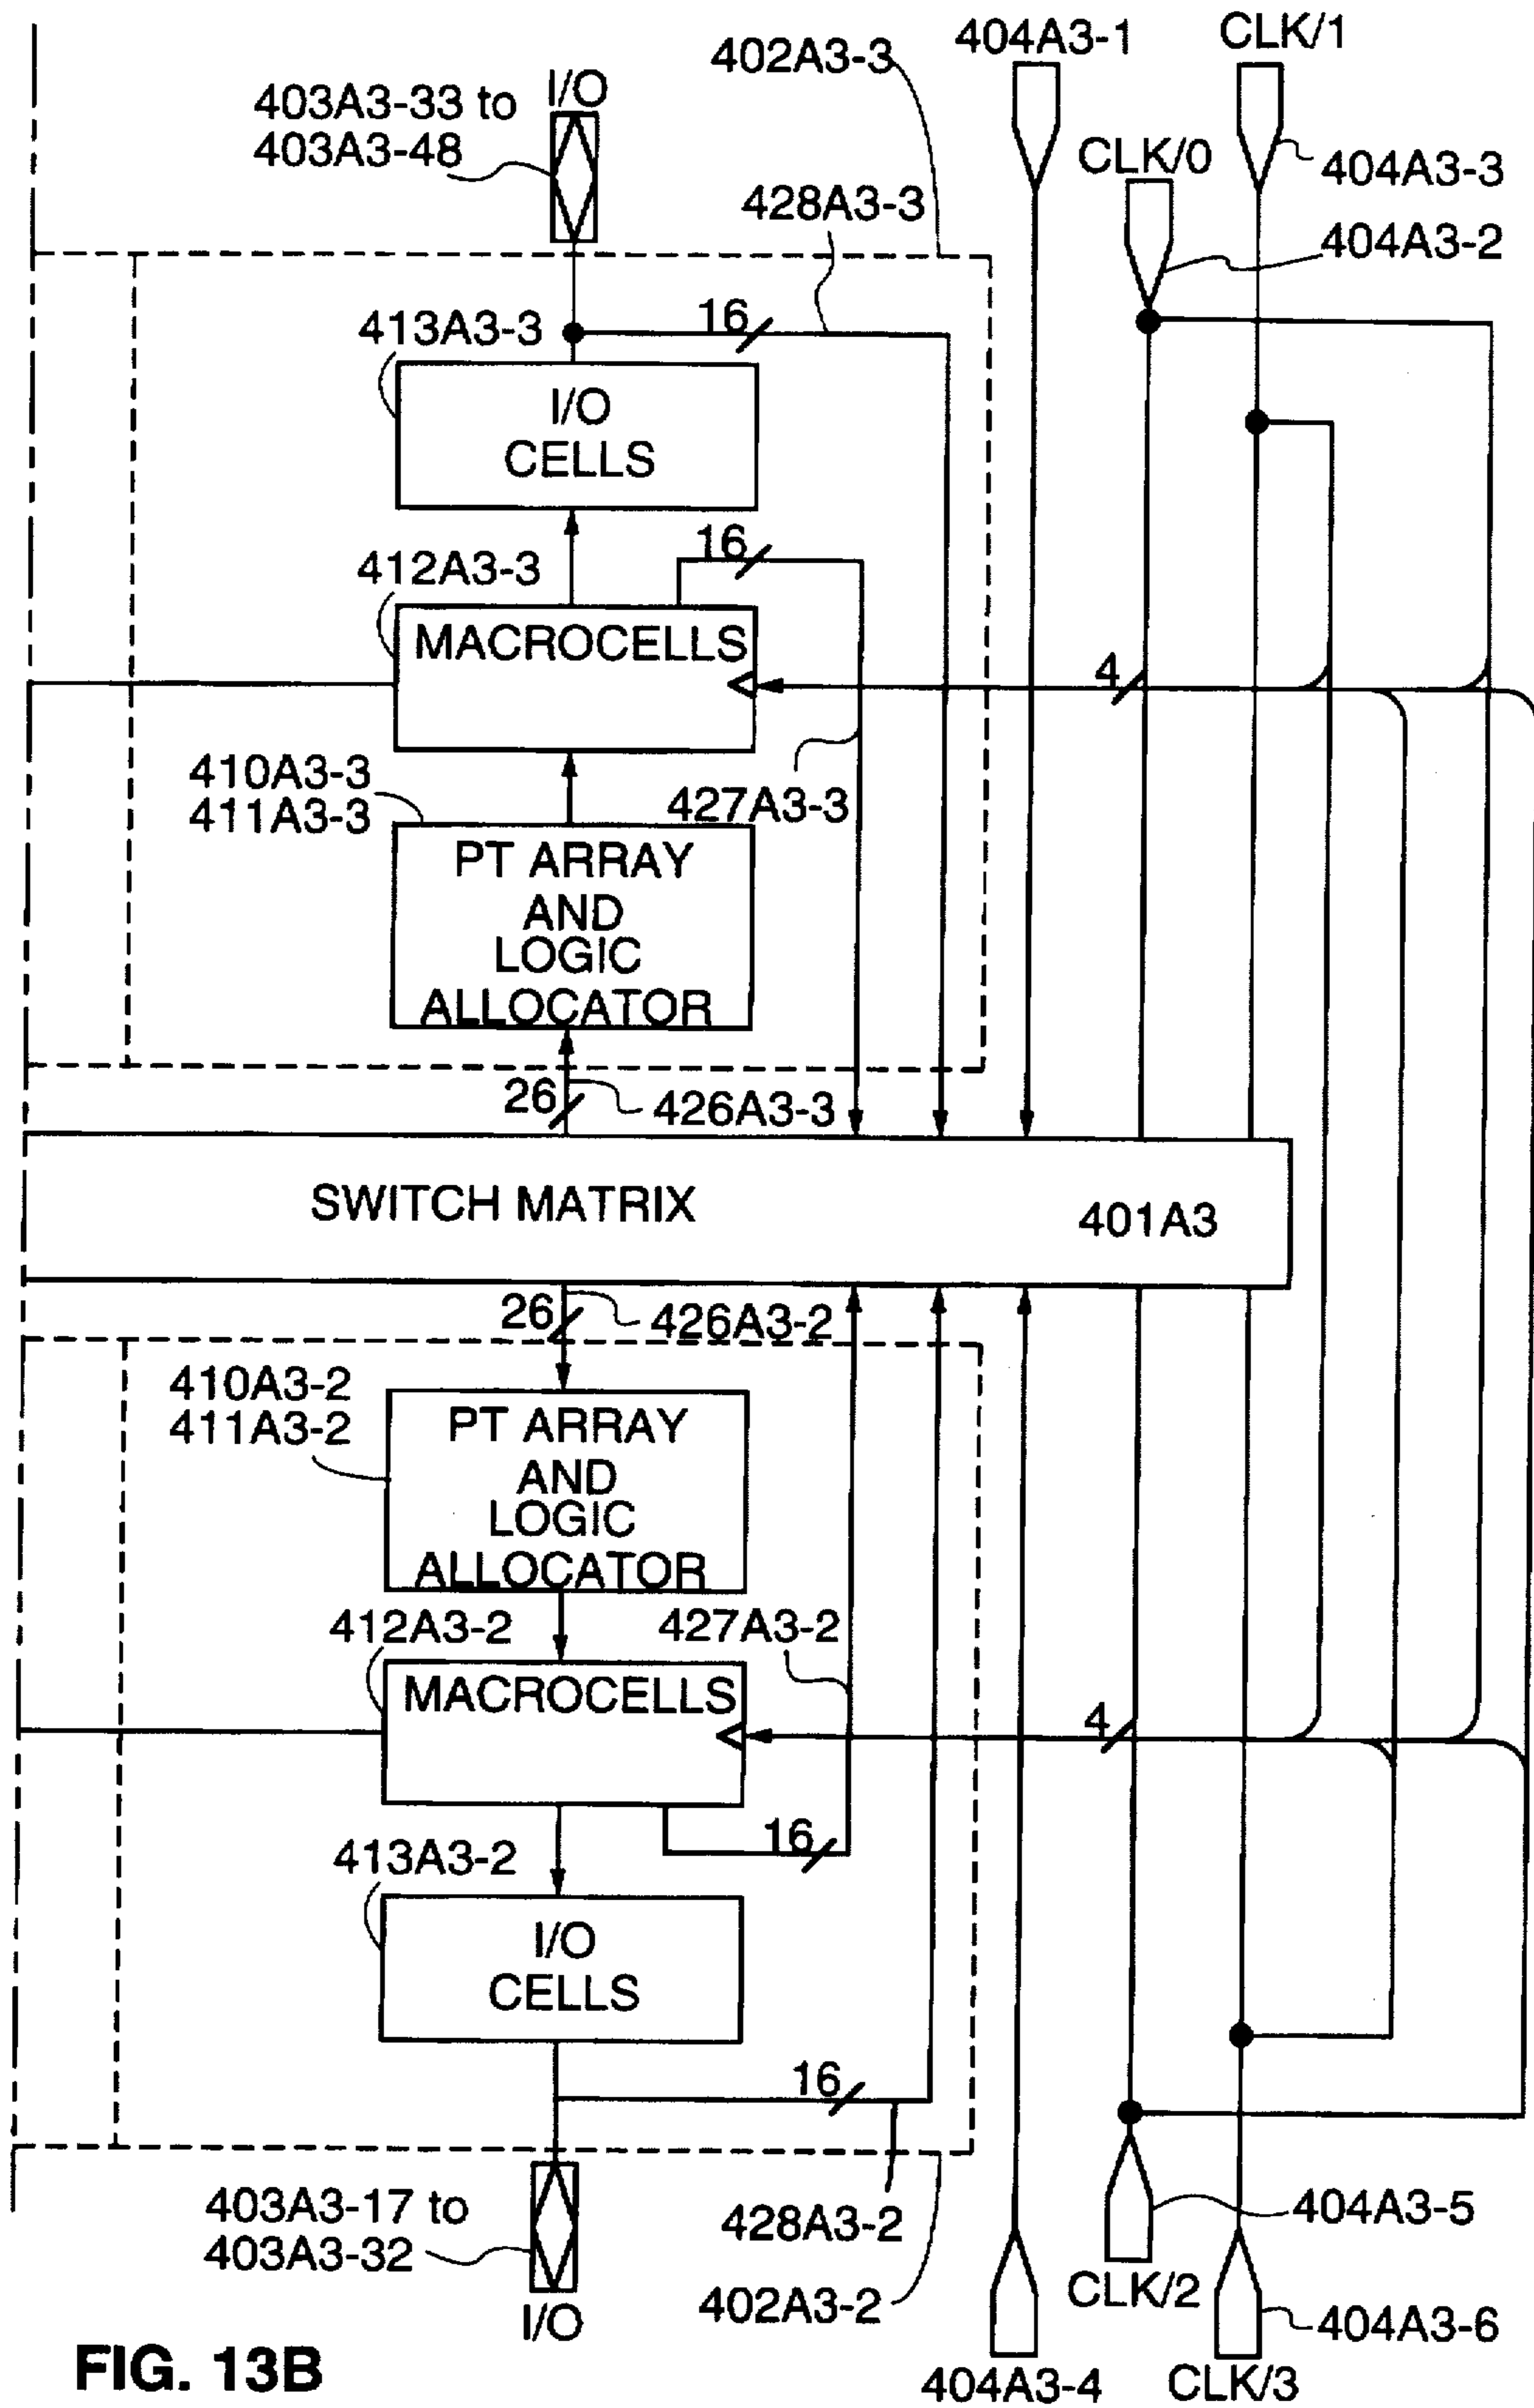 404A3-1
CLK/1
402A3-3
I/O
403A3-33 to
403A3-48
CLK/0
404A3-3
428A3-3
404A3-2
413A3-3
16
I/O
CELLS
16
412A3-3
MACROCELLS
4
410A3-3
411A3-3
427A3-3
PT ARRAY
AND
LOGIC
ALLOCATOR
26
426A3-3
SWITCH MATRIX
401A3
26
426A3-2
410A3-2
411A3-2
PT ARRAY
AND
LOGIC
ALLOCATOR
412A3-2
427A3-2
MACROCELLS
4
16
413A3-2
I/O
CELLS
16
403A3-17 to
403A3-32
428A3-2
404A3-5
CLK/2
402A3-2
I/O
404A3-6
FIG. 13B
404A3-4
CLK/3